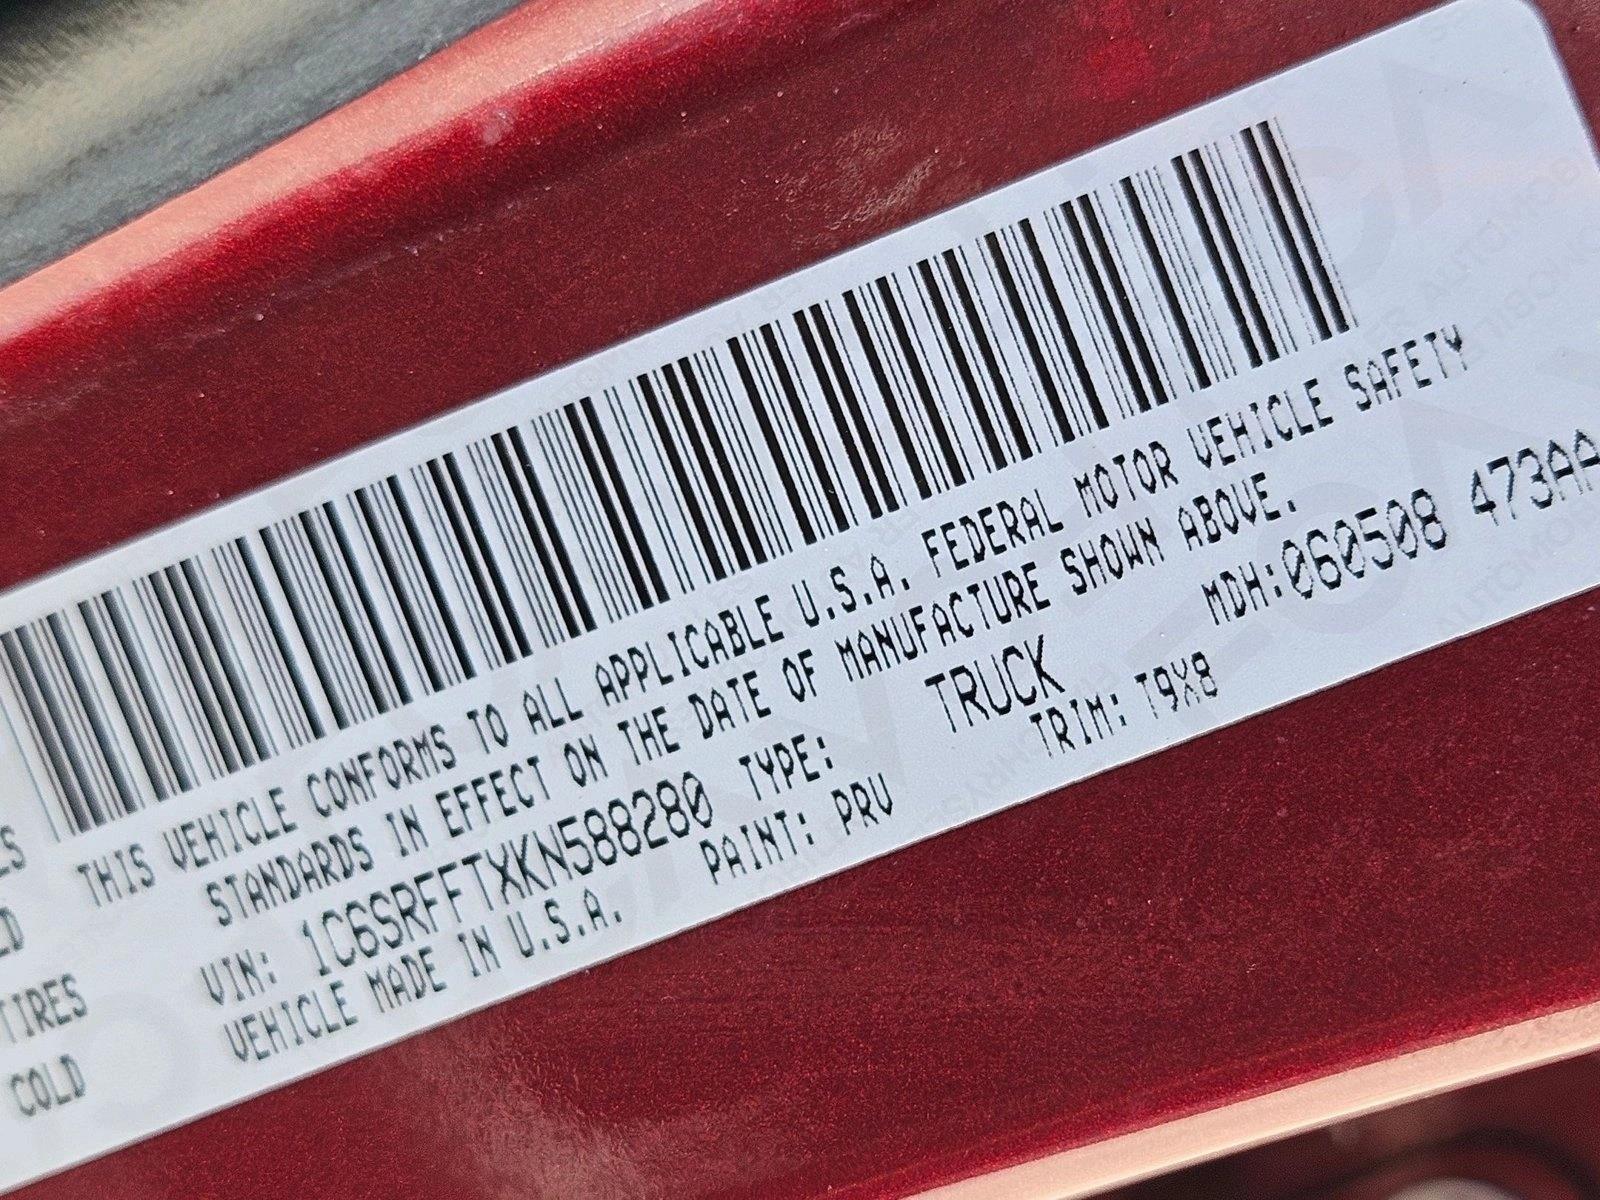 THIS VEHICLE CONFORMS TO ALL APPLICABLE U.S.A. FEDERAL MOTOR VEHICLE SAFETY
STANDARDS IN EFFECT ON THE DATE OF MANUFACTURE SHOWN ABOVE.
VIN: 1C6SRFFTXKN588280 TYPE: TRUCK MDH:060508 473AA
VEHICLE MADE IN U.S.A. PAINT: PRV TRIM: T9X8
TIRES
COLD